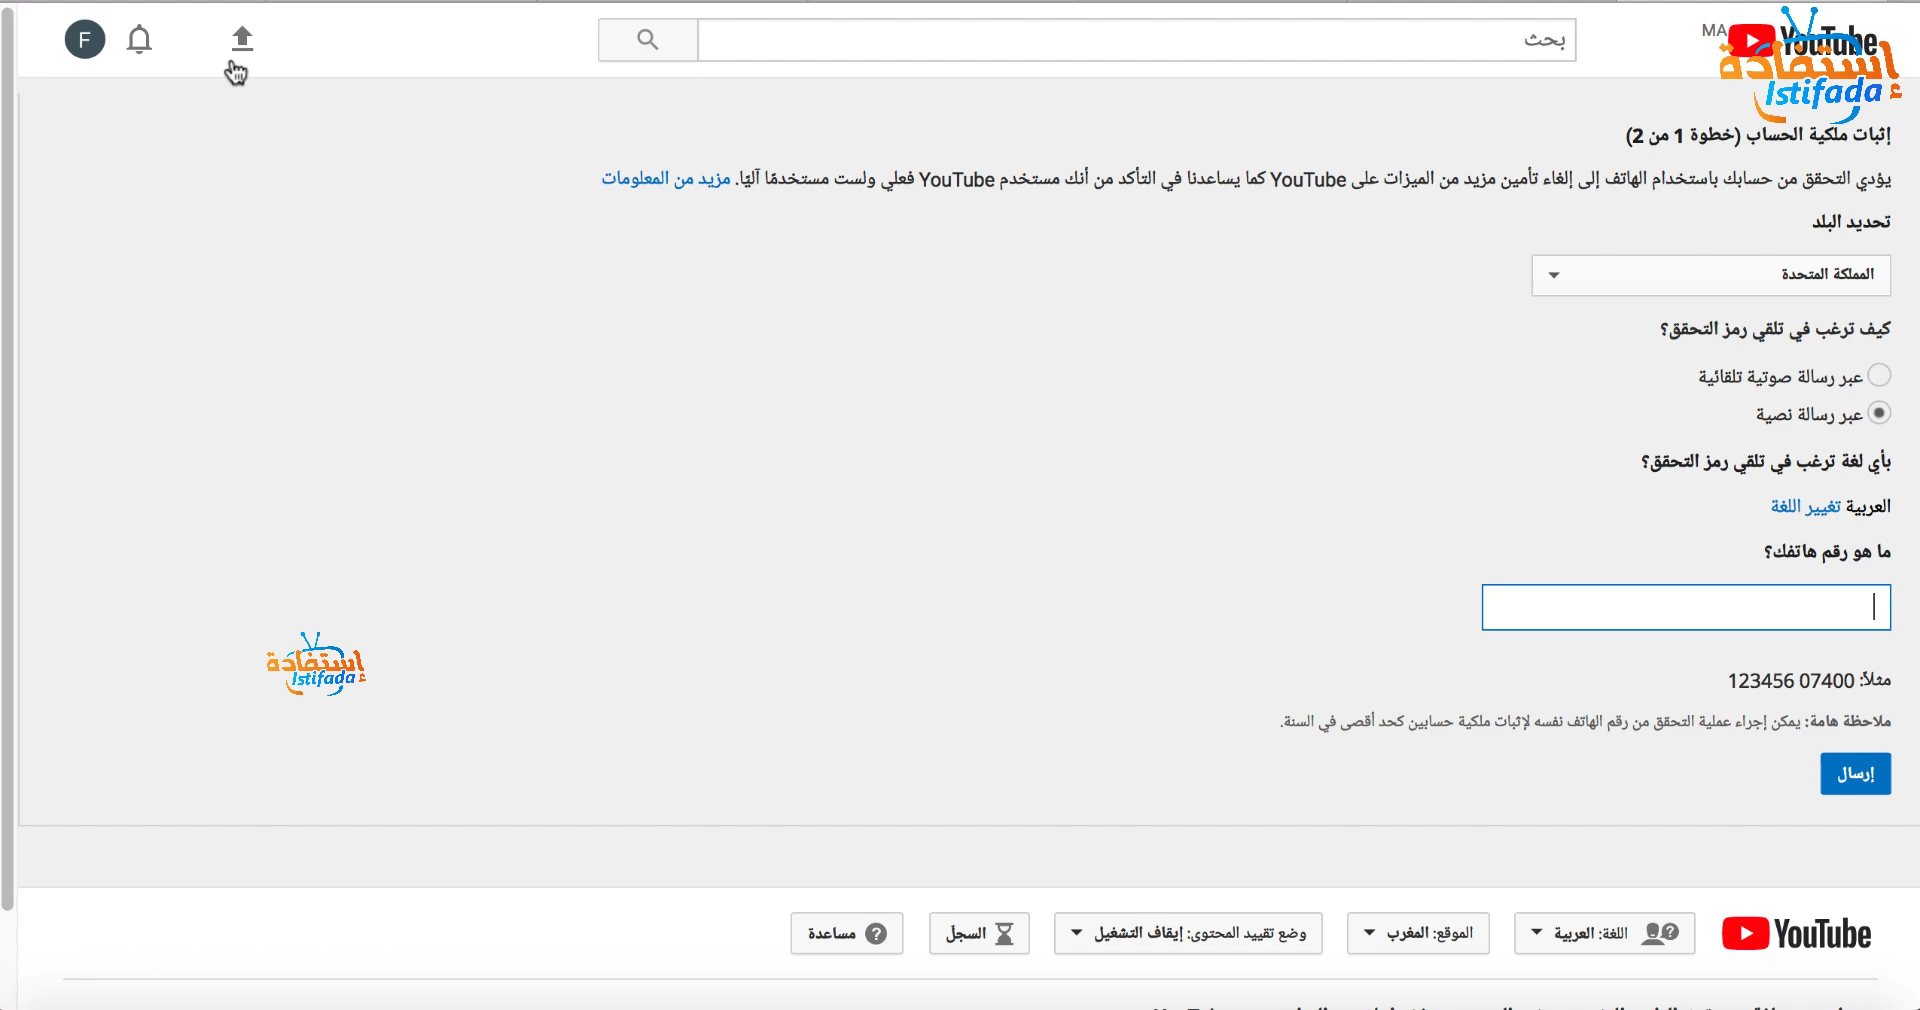 F
بحث
MA
YouTube
إستفادة
Istifada
إثبات ملكية الحساب (خطوة 1 من 2)
يؤدي التحقق من حسابك باستخدام الهاتف إلى إلغاء تأمين مزيد من الميزات على YouTube كما يساعدنا في التأكد من أنك مستخدم YouTube فعلي ولست مستخدمًا آليًا. مزيد من المعلومات
تحديد البلد
المملكة المتحدة
كيف ترغب في تلقي رمز التحقق؟
عبر رسالة صوتية تلقائية
عبر رسالة نصية
بأي لغة ترغب في تلقي رمز التحقق؟
العربية تغيير اللغة
ما هو رقم هاتفك؟
إستفادة
Istifada
مثلاً: 07400 123456
ملاحظة هامة: يمكن إجراء عملية التحقق من رقم الهاتف نفسه لإثبات ملكية حسابين كحد أقصى في السنة.
إرسال
YouTube
اللغة: العربية
الموقع: المغرب
وضع تقييد المحتوى: إيقاف التشغيل
السجل
مساعدة